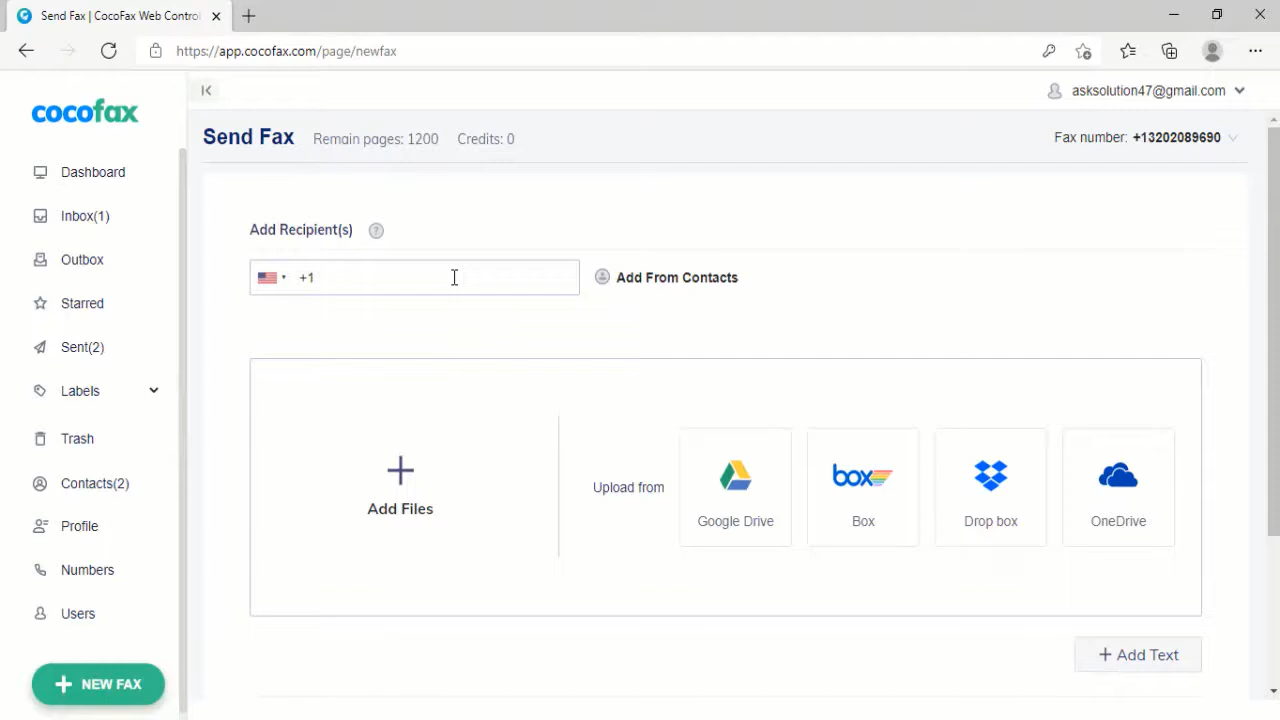 Send Fax | CocoFax Web Contro
https://app.cocofax.com/page/newfax
cocofax
asksolution47@gmail.com
Send Fax Remain pages: 1200 Credits: 0
Fax number: +13202089690
Dashboard
Inbox(1)
Outbox
Starred
Sent(2)
Labels
Trash
Contacts(2)
Profile
Numbers
Users
+ NEW FAX
Add Recipient(s) ?
+1
Add From Contacts
+
Add Files
Upload from
box
Google Drive
Box
Drop box
OneDrive
+ Add Text